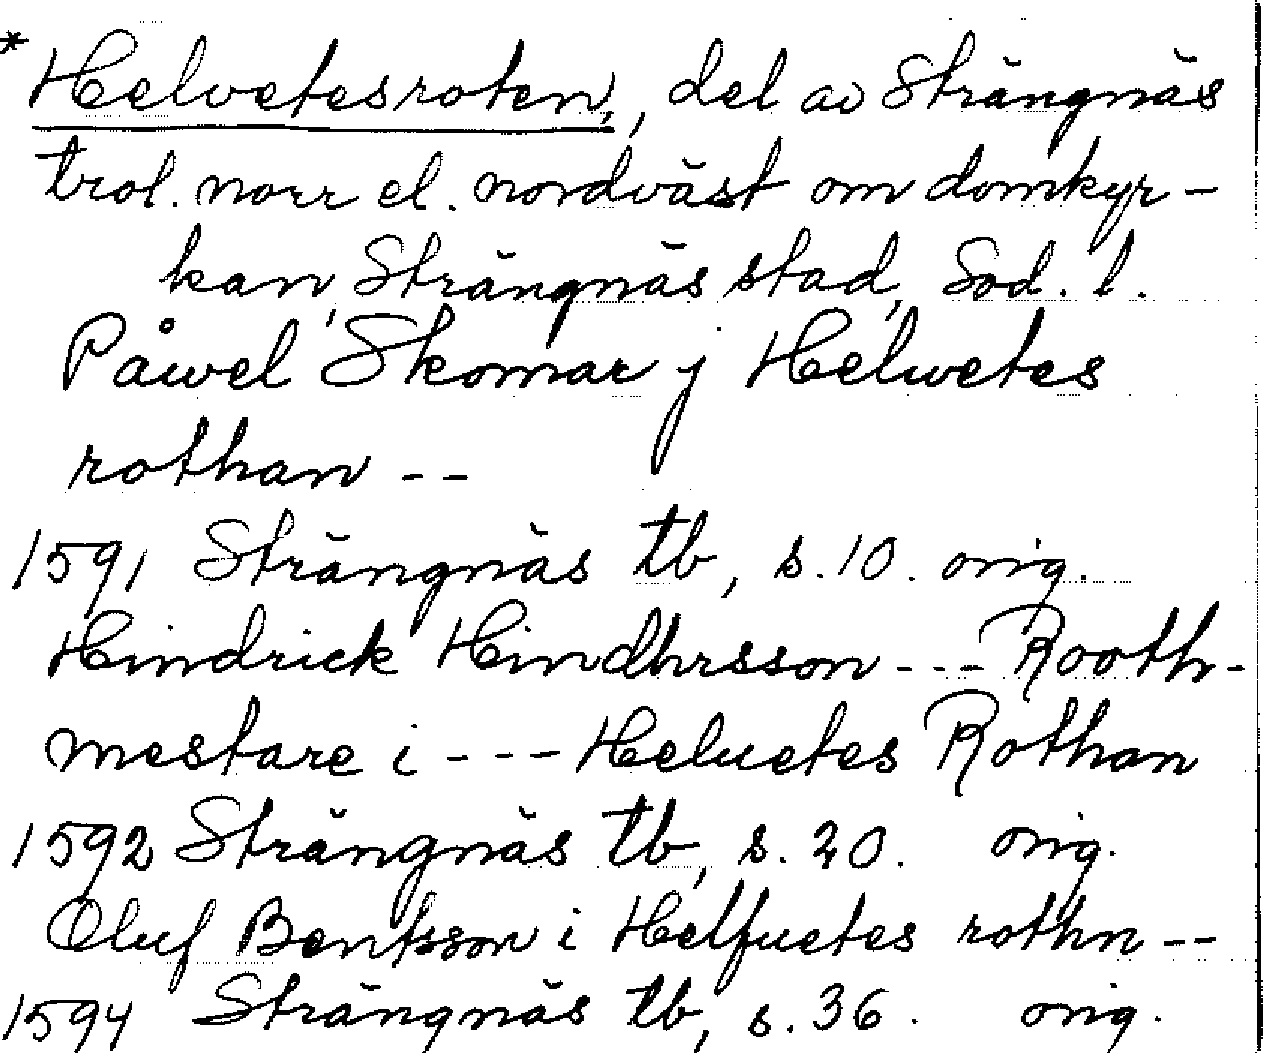 *Helvetesroten, del av Strängnäs
trol. norr el. nordväst om domkyr-
kan, Strängnäs stad, Söd. l.
Påwel Skomar j Helwetes
rothan --
1591 Strängnäs tb, s. 10. orig.
Hindrick Hindhrsson --- Rooth-
mestare i --- Heluetes Rothan
1592 Strängnäs tb, s. 20. orig.
Oluf Bentsson i Helfuetes rothn --
1594 Strängnäs tb, s. 36. orig.